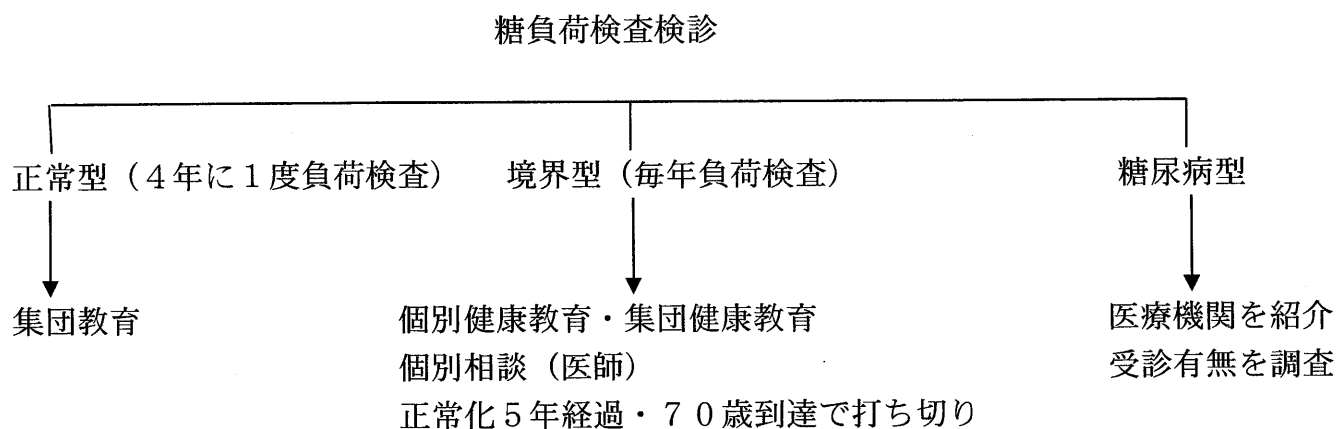 糖負荷検査検診
正常型（４年に１度負荷検査）
境界型（毎年負荷検査）
糖尿病型
集団教育
個別健康教育・集団健康教育
個別相談（医師）
正常化５年経過・７０歳到達で打ち切り
医療機関を紹介
受診有無を調査